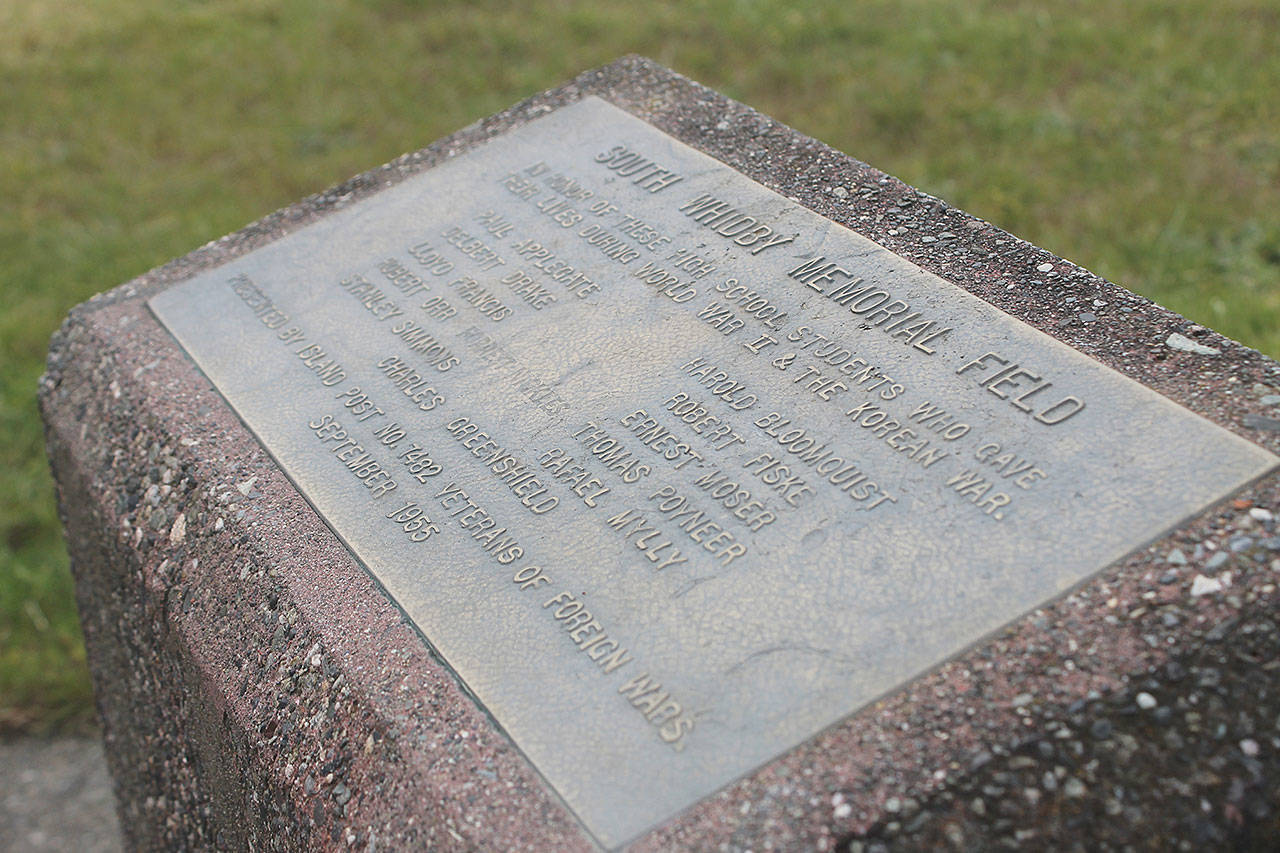 SOUTH WHIDBY MEMORIAL FIELD
IN HONOR OF THESE HIGH SCHOOL STUDENTS WHO GAVE
THEIR LIVES DURING WORLD WAR II & THE KOREAN WAR.
PAUL APPLEGATE HAROLD BLOOMQUIST
DELBERT DRAKE ROBERT FISKE
LLOYD FRANCIS ERNEST MOSER
ROBERT ORR THOMAS POYNEER
STANLEY SIMMONS RAFAEL MYLLY
CHARLES GREENSHIELD
PRESENTED BY BLAND POST NO. 7482 VETERANS OF FOREIGN WARS.
SEPTEMBER 1955